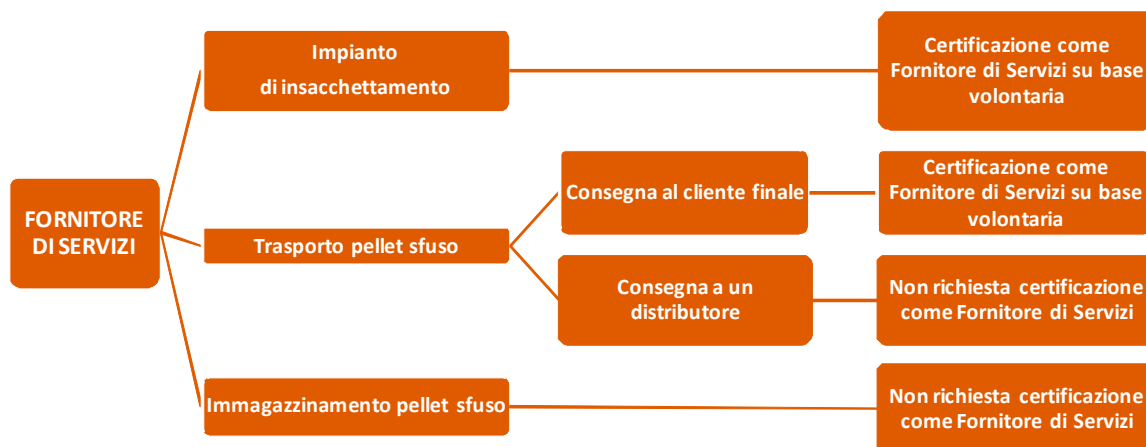 FORNITORE
DI SERVIZI
Impianto
di insacchettamento
Certificazione come
Fornitore di Servizi su base
volontaria
Trasporto pellet sfuso
Consegna al cliente finale
Certificazione come
Fornitore di Servizi su base
volontaria
Consegna a un
distributore
Non richiesta certificazione
come Fornitore di Servizi
Immagazzinamento pellet sfuso
Non richiesta certificazione
come Fornitore di Servizi